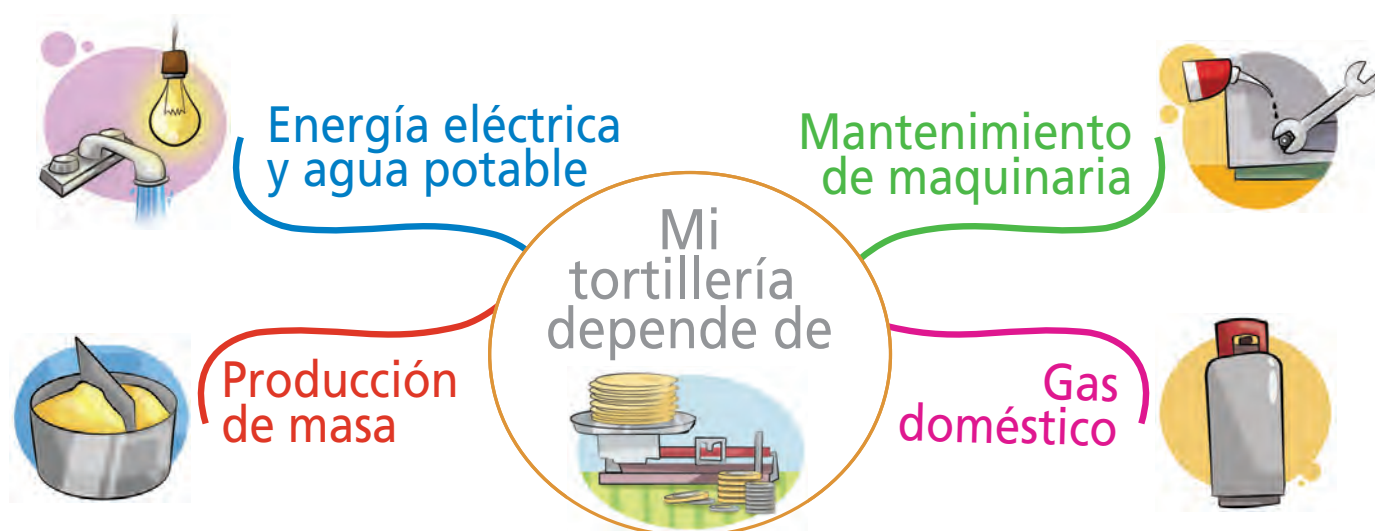 Energía eléctrica
y agua potable
Mantenimiento
de maquinaria
Mi
tortillería
depende de
Producción
de masa
Gas
doméstico